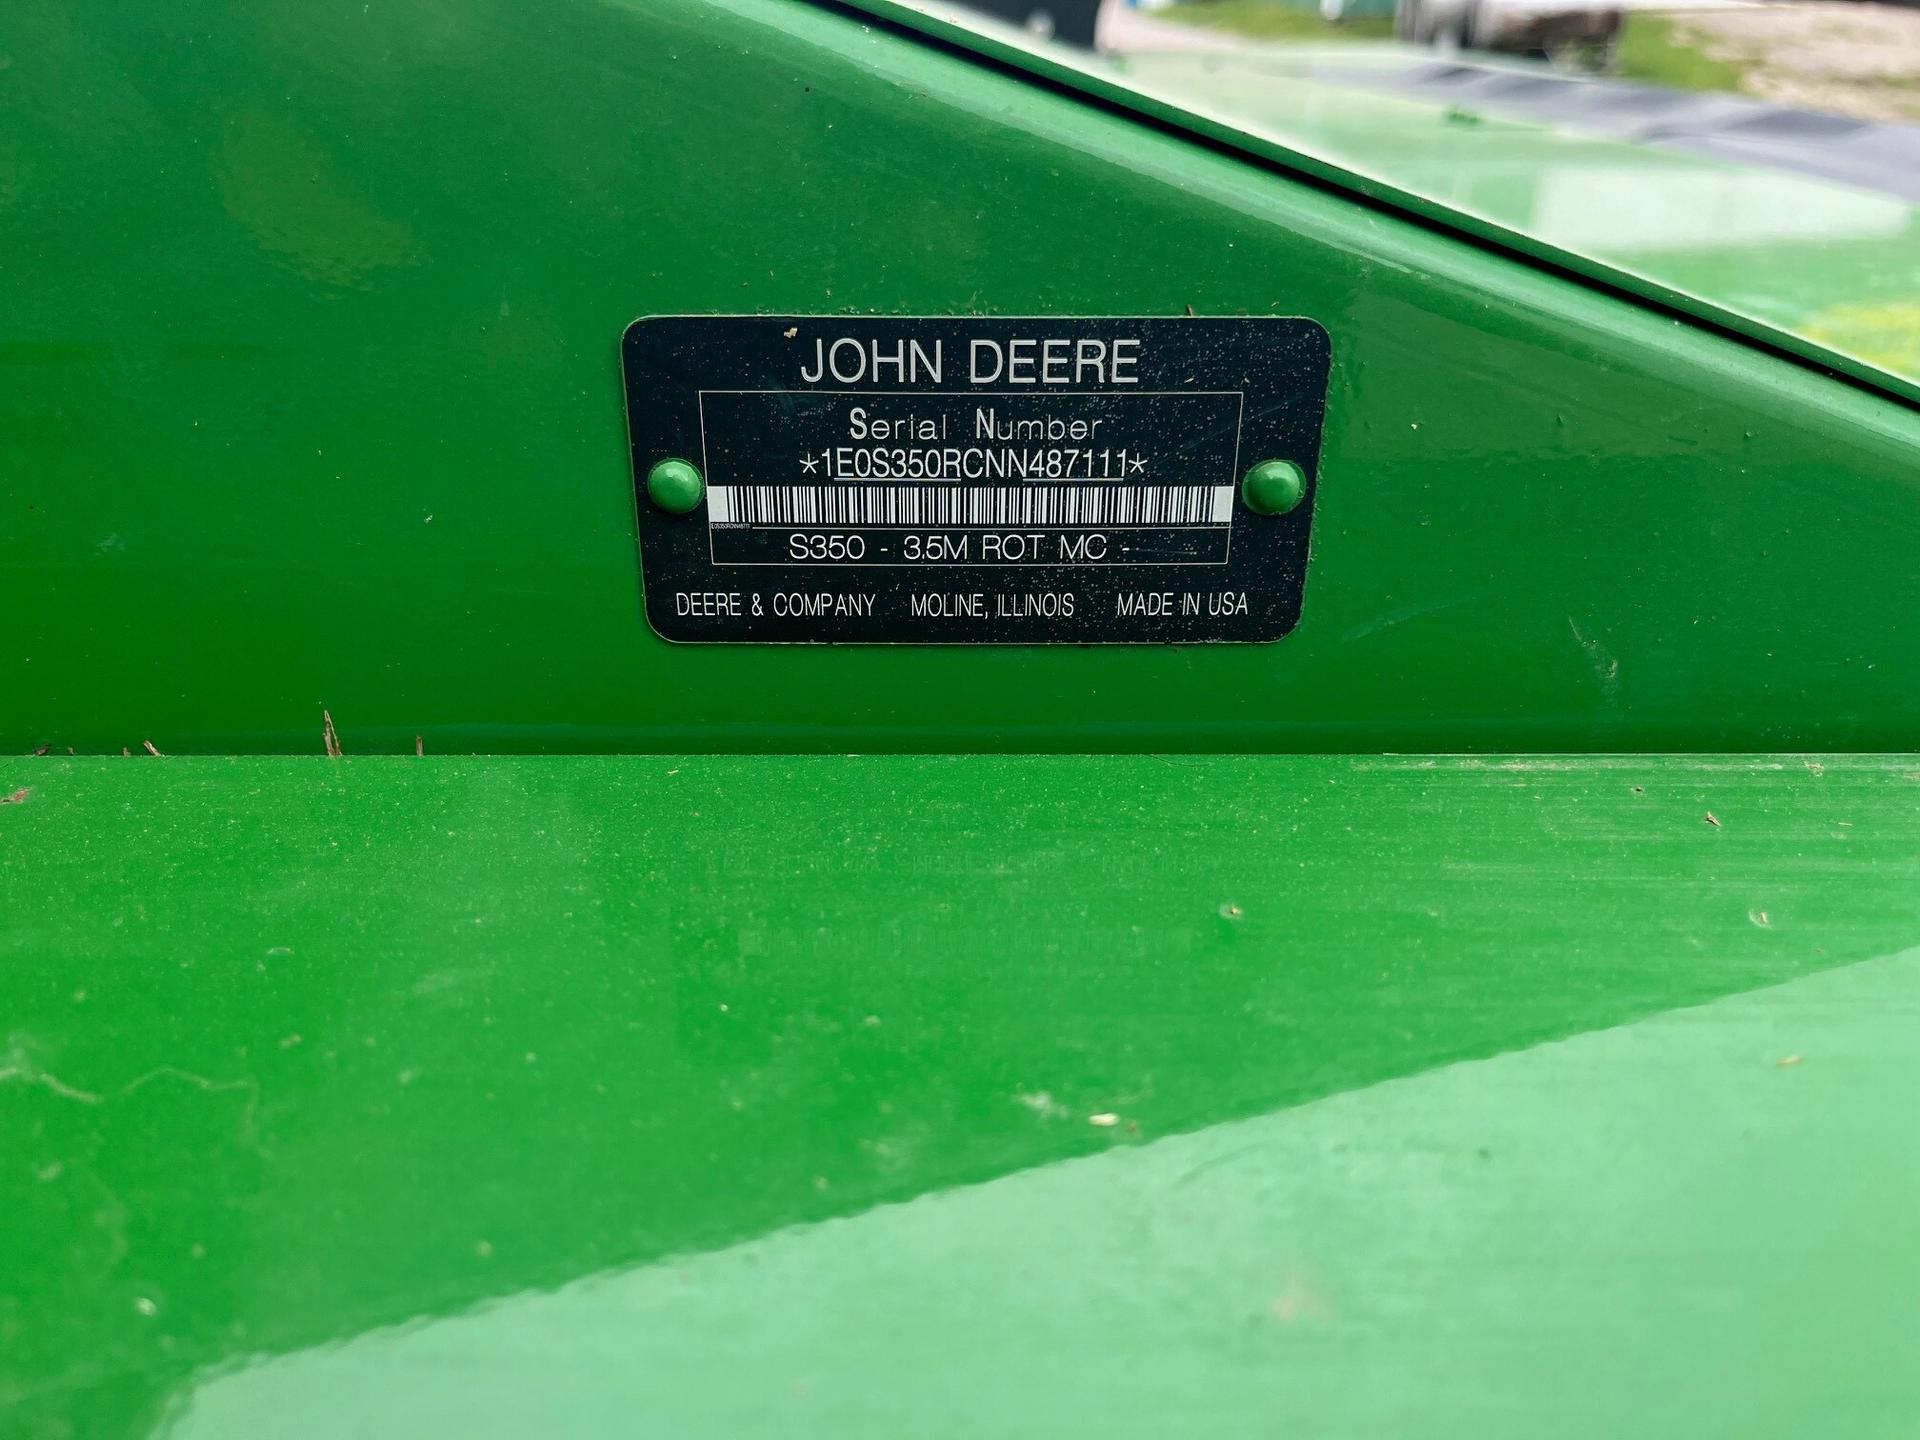 JOHN DEERE
Serial Number
*1E0S350RCNN487111*
S350 - 3.5M ROT MC -
DEERE & COMPANY MOLINE, ILLINOIS MADE IN USA